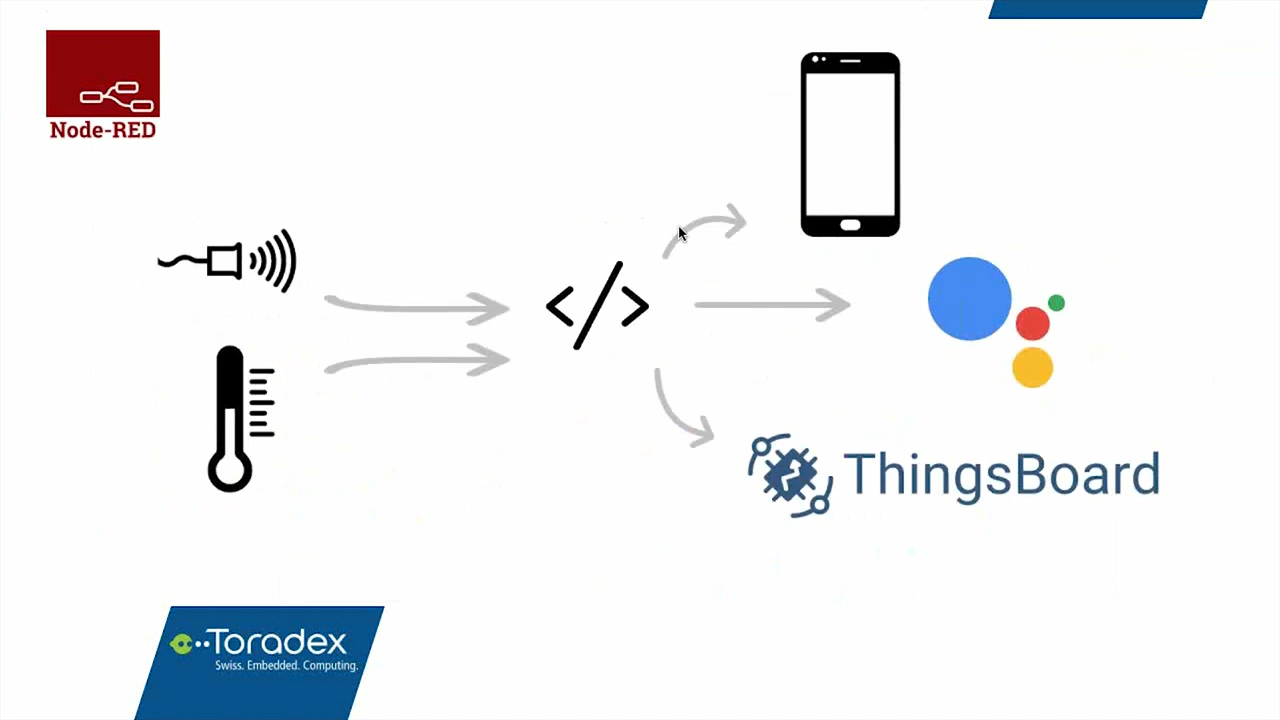 Node-RED
</>
ThingsBoard
Toradex
Swiss. Embedded. Computing.